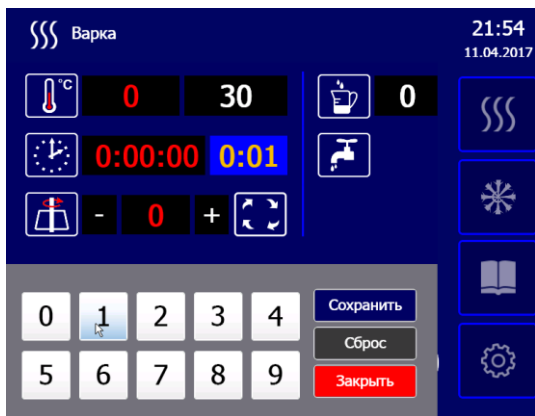 Варка
21:54
11.04.2017
°C
0 30
0
0:00:00 0:01
- 0 +
0 1 2 3 4
5 6 7 8 9
Сохранить
Сброс
Закрыть